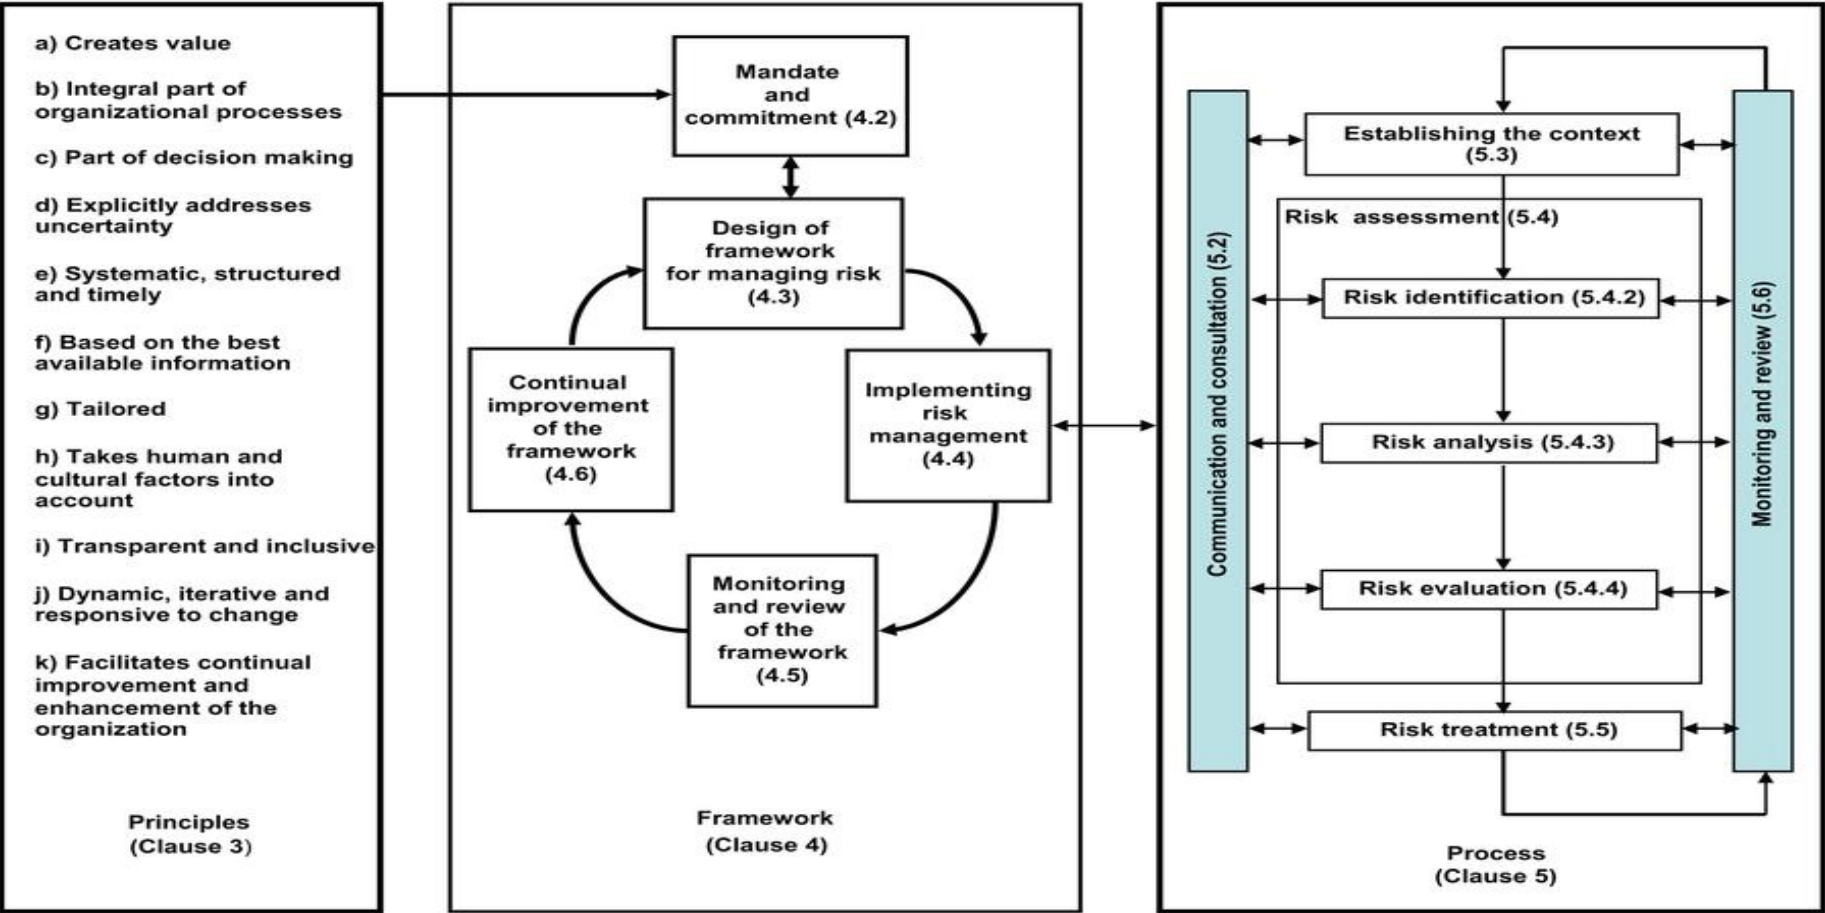 a) Creates value
b) Integral part of
organizational processes
c) Part of decision making
d) Explicitly addresses
uncertainty
e) Systematic, structured
and timely
f) Based on the best
available information
g) Tailored
h) Takes human and
cultural factors into
account
i) Transparent and inclusive
j) Dynamic, iterative and
responsive to change
k) Facilitates continual
improvement and
enhancement of the
organization
Principles
(Clause 3)
Mandate
and
commitment (4.2)
Design of
framework
for managing risk
(4.3)
Implementing
risk
management
(4.4)
Monitoring
and review
of the
framework
(4.5)
Continual
improvement
of the
framework
(4.6)
Framework
(Clause 4)
Communication and consultation (5.2)
Establishing the context
(5.3)
Risk assessment (5.4)
Risk identification (5.4.2)
Risk analysis (5.4.3)
Risk evaluation (5.4.4)
Risk treatment (5.5)
Monitoring and review (5.6)
Process
(Clause 5)